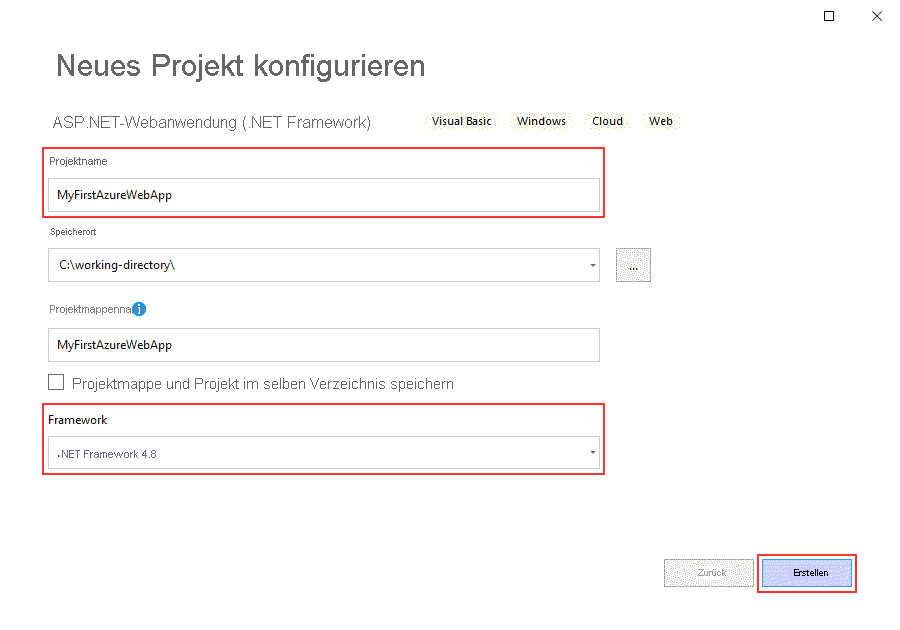 Neues Projekt konfigurieren
ASP.NET-Webanwendung (.NET Framework) Visual Basic Windows Cloud Web
Projektname
MyFirstAzureWebApp
Speicherort
C:\working-directory\
...
Projektmappenna
MyFirstAzureWebApp
Projektmappe und Projekt im selben Verzeichnis speichern
Framework
.NET Framework 4.8
Zurück Erstellen